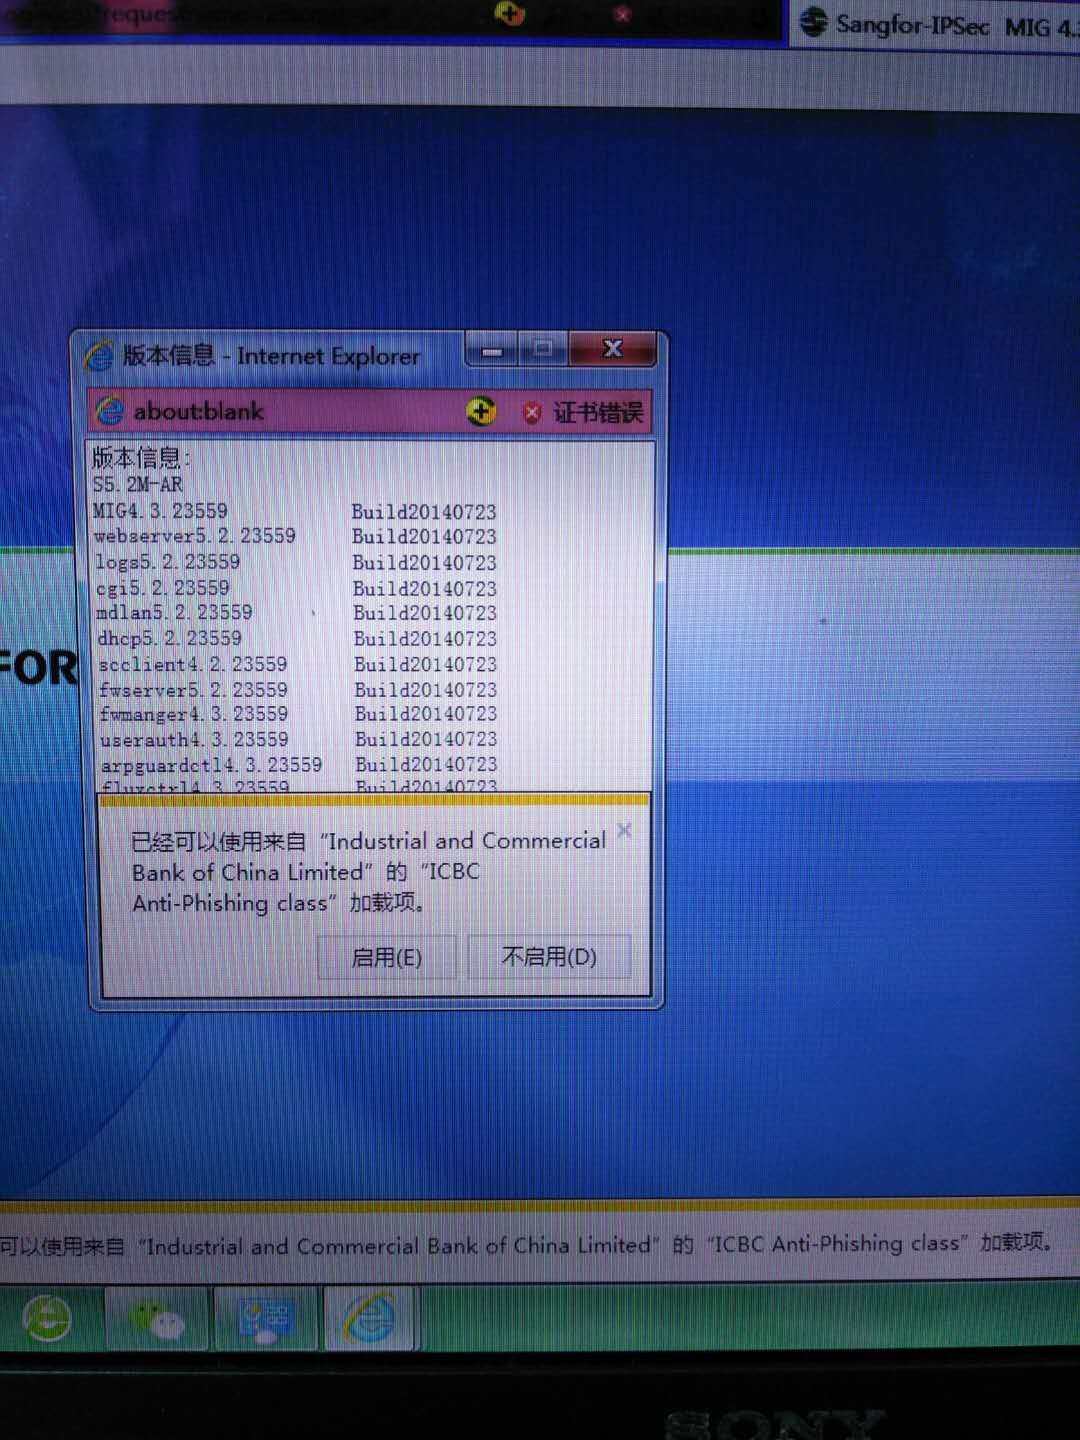 Sangfor-IPSec MIG 4.
版本信息 - Internet Explorer
about:blank
证书错误
版本信息:
S5.2M-AR
MIG4.3.23559 Build20140723
webserver5.2.23559 Build20140723
logs5.2.23559 Build20140723
cgi5.2.23559 Build20140723
mdlan5.2.23559 Build20140723
dhcp5.2.23559 Build20140723
scclient4.2.23559 Build20140723
fwserver5.2.23559 Build20140723
fwmanger4.3.23559 Build20140723
userauth4.3.23559 Build20140723
arpguardctl4.3.23559 Build20140723
fluxctrl4.3.23559 Build20140723
FOR
已经可以使用来自“Industrial and Commercial
Bank of China Limited”的“ICBC
Anti-Phishing class”加载项。
启用(E) 不启用(D)
可以使用来自“Industrial and Commercial Bank of China Limited”的“ICBC Anti-Phishing class”加载项。
SONY